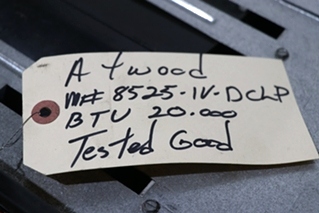 Atwood
M# 8525-IV-DCLP
BTU 20.000
Tested Good